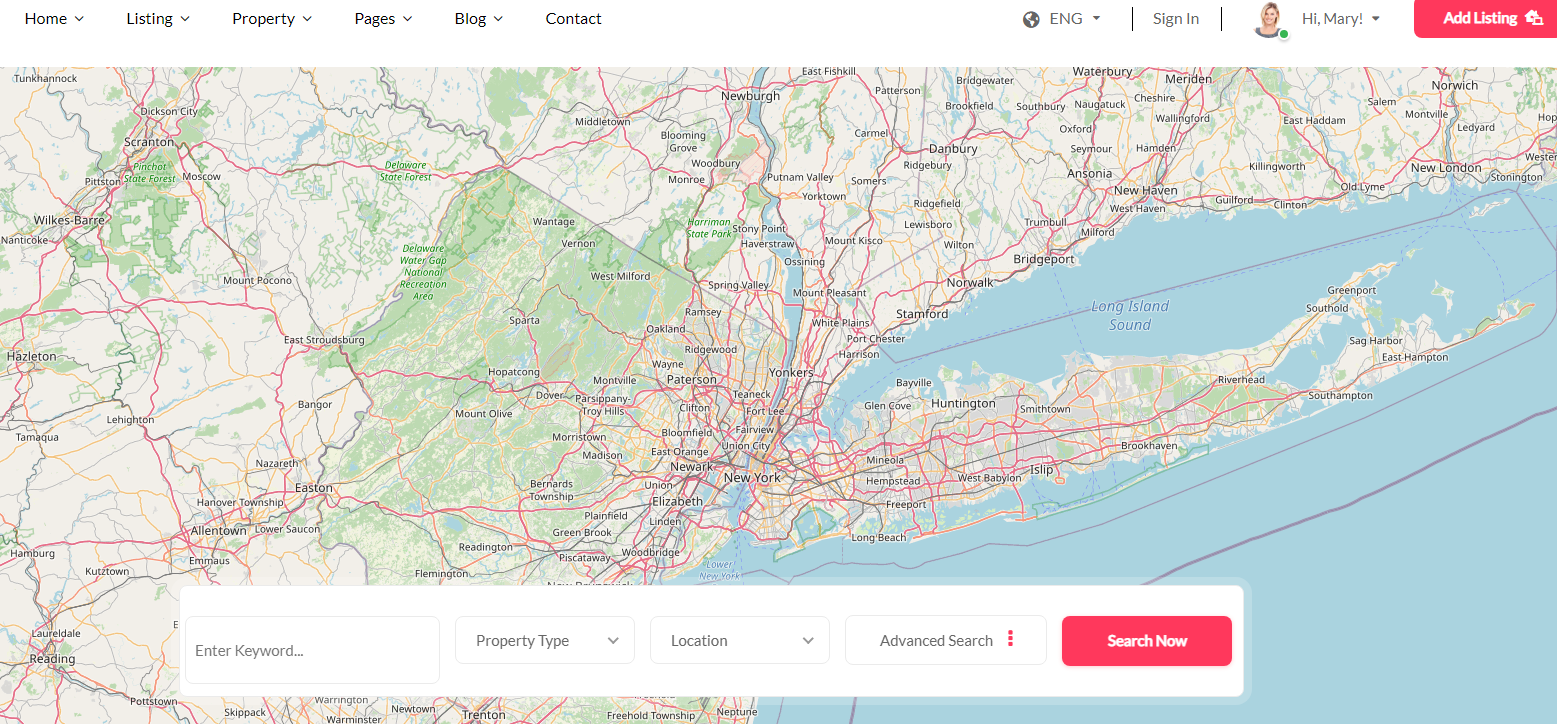 Home Listing Property Pages Blog Contact ENG Sign In Hi, Mary! Add Listing
Tunkhannock
East Fishkill
Waterbury
Meriden
Bridgewater
Patterson
Norwich
Newburgh
Cheshire
Naugatuck
Southbury
Brookfield
Salem
Dickson City
Middletown
Wallingford
East Haddam
Montville
Hop
Ledyard
Oxford
Carmel
Blooming
Grove
Scranton
Danbury
Seymour
Hamden
Wester
Woodbury
Ridgebury
Killingworth
Delaware
State Forest
Pinchot
State Forest
New London
Moscow
Pittston
Ansonia
Putnam Valley
Stonington
Monroe
Somers
Old Lyme
New Haven
Yorktown
Guilford
Clinton
Ridgefield
West Haven
Wilkes-Barre
Wantage
Harriman
State Park
Lewisboro
Trumbull
Stony Point
Milford
Nanticoke
Vernon
Haverstraw
Mount Kisco
Wilton
Delaware
Water Gap
National
Recreation
Area
Bridgeport
Ossining
West Milford
Mount Pocono
Norwalk
Spring Valley
Mount Pleasant
Greenport
Long Island
Sound
Southold
Ramsey
Stamford
Sparta
White Plains
Oakland
Port Chester
East Stroudsburg
Sag Harbor
Ridgewood
Harrison
Hazleton
East Hampton
Wayne
Hopatcong
Yonkers
Paterson
Montville
Riverhead
Bayville
Dover
Teaneck
Southampton
Parsippany-
Troy Hills
Glen Cove
Huntington
Bangor
Clifton
Smithtown
Mount Olive
Fort Lee
Lehighton
Fairview
Bloomfield
Tamaqua
Morristown
Union City
Brookhaven
East Orange
Madison
Mineola
Nazareth
Newark
Islip
New York
Hempstead
West Babylon
Bernards
Township
Union
Easton
Elizabeth
Hanover Township
Freeport
Plainfield
Linden
Allentown
Lower Saucon
Green Brook
Long Beach
Readington
Woodbridge
Hamburg
Piscataway
Emmaus
Lower
New York
Kutztown
Flemington
New Brunswick
E
Laureldale
Reading
Enter Keyword... Property Type Location Advanced Search Search Now
Pottstown
Warrington
Newtown
Skippack
Warminster
Trenton
Freehold Township
Neptune